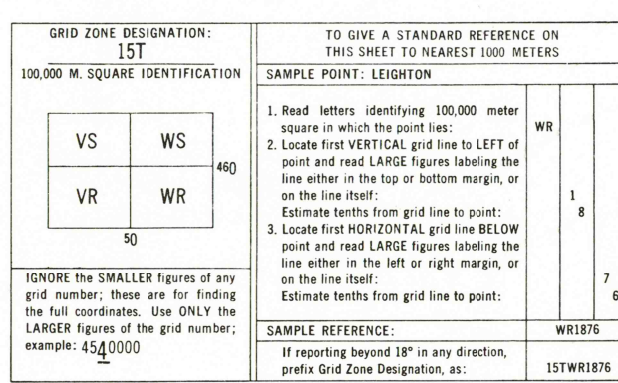 GRID ZONE DESIGNATION:
15T
100,000 M. SQUARE IDENTIFICATION
VS WS
460
VR WR
50
IGNORE the SMALLER figures of any
grid number; these are for finding
the full coordinates. Use ONLY the
LARGER figures of the grid number;
example: 4540000
TO GIVE A STANDARD REFERENCE ON
THIS SHEET TO NEAREST 1000 METERS
SAMPLE POINT: LEIGHTON
1. Read letters identifying 100,000 meter
square in which the point lies: WR
2. Locate first VERTICAL grid line to LEFT of
point and read LARGE figures labeling the
line either in the top or bottom margin, or
on the line itself: 1
Estimate tenths from grid line to point: 8
3. Locate first HORIZONTAL grid line BELOW
point and read LARGE figures labeling the
line either in the left or right margin, or
on the line itself: 7
Estimate tenths from grid line to point: 6
SAMPLE REFERENCE: WR1876
If reporting beyond 18° in any direction,
prefix Grid Zone Designation, as: 15TWR1876